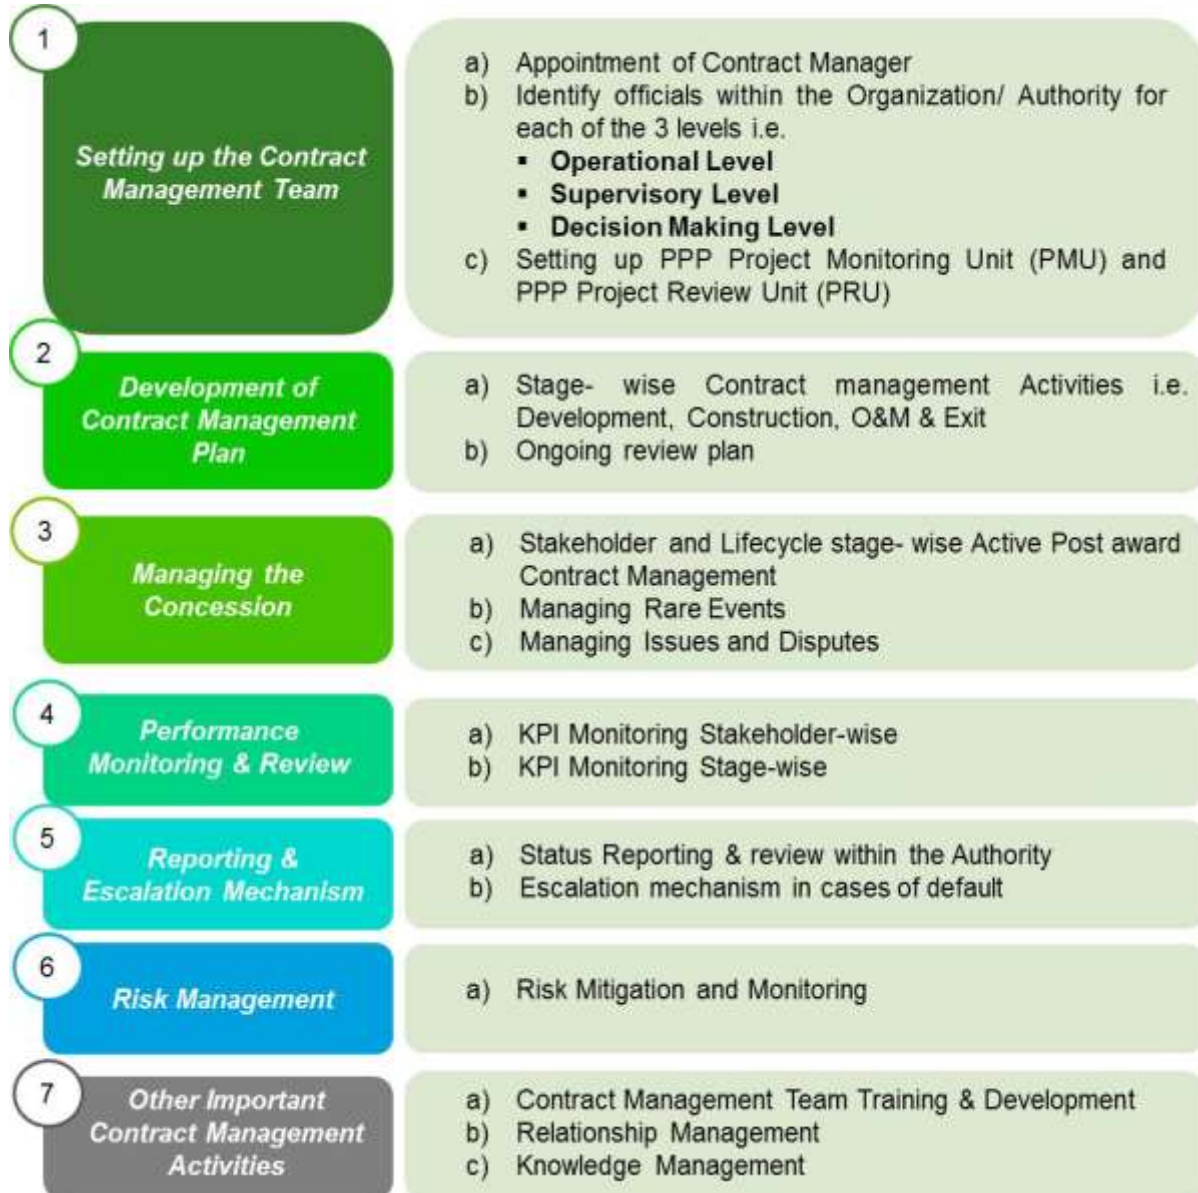 1
Setting up the Contract
Management Team
a) Appointment of Contract Manager
b) Identify officials within the Organization/ Authority for
each of the 3 levels i.e.
▪ Operational Level
▪ Supervisory Level
▪ Decision Making Level
c) Setting up PPP Project Monitoring Unit (PMU) and
PPP Project Review Unit (PRU)
2
Development of
Contract Management
Plan
a) Stage- wise Contract management Activities i.e.
Development, Construction, O&M & Exit
b) Ongoing review plan
3
Managing the
Concession
a) Stakeholder and Lifecycle stage- wise Active Post award
Contract Management
b) Managing Rare Events
c) Managing Issues and Disputes
4
Performance
Monitoring & Review
a) KPI Monitoring Stakeholder-wise
b) KPI Monitoring Stage-wise
5
Reporting &
Escalation Mechanism
a) Status Reporting & review within the Authority
b) Escalation mechanism in cases of default
6
Risk Management
a) Risk Mitigation and Monitoring
7
Other Important
Contract Management
Activities
a) Contract Management Team Training & Development
b) Relationship Management
c) Knowledge Management